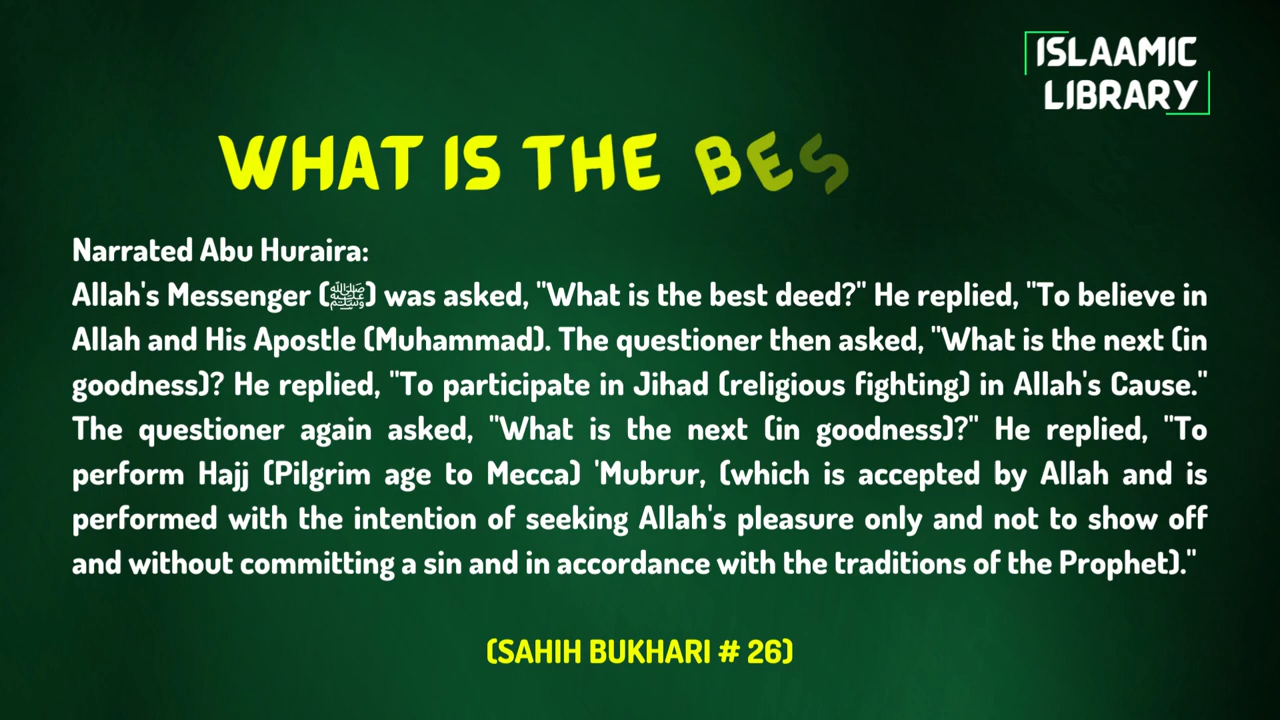 ISLAAMIC
LIBRARY
WHAT IS THE BES
Narrated Abu Huraira:
Allah's Messenger (ﷺ) was asked, "What is the best deed?" He replied, "To believe in
Allah and His Apostle (Muhammad). The questioner then asked, "What is the next (in
goodness)? He replied, "To participate in Jihad (religious fighting) in Allah's Cause."
The questioner again asked, "What is the next (in goodness)?" He replied, "To
perform Hajj (Pilgrim age to Mecca) 'Mubrur, (which is accepted by Allah and is
performed with the intention of seeking Allah's pleasure only and not to show off
and without committing a sin and in accordance with the traditions of the Prophet)."
(SAHIH BUKHARI # 26)